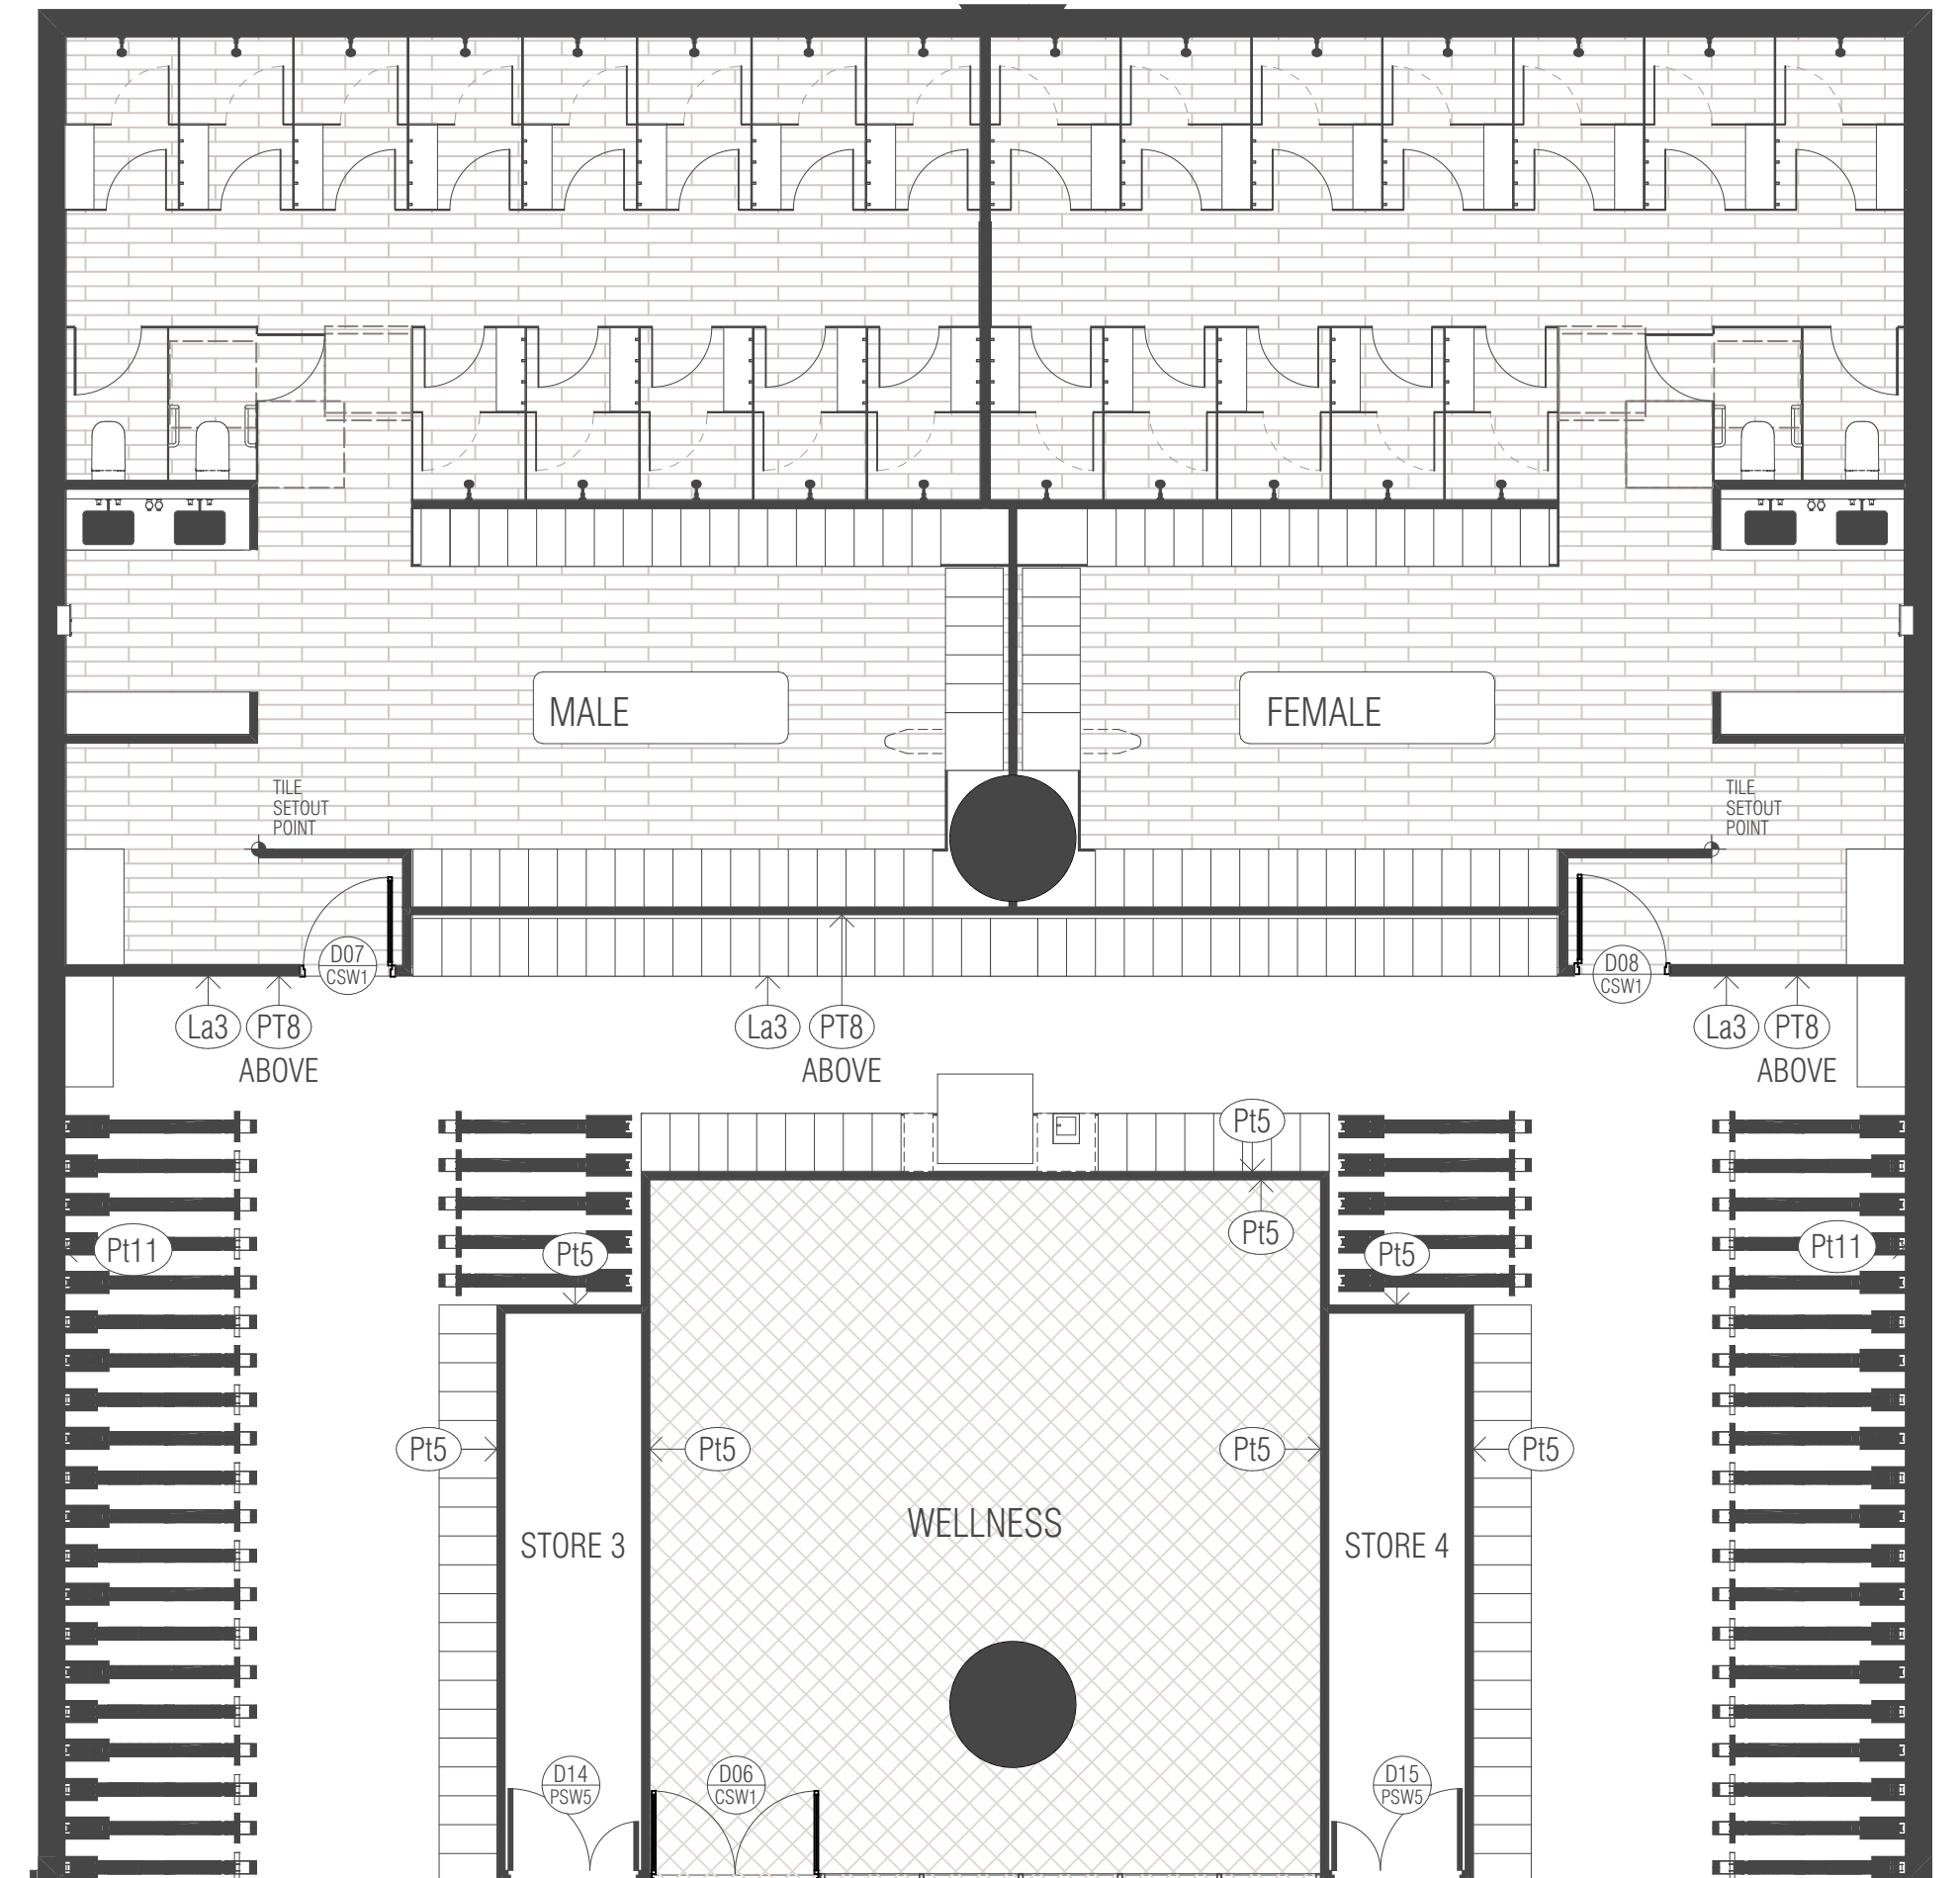 MALE
FEMALE
TILE
SETOUT
POINT
TILE
SETOUT
POINT
D07
CSW1
D08
CSW1
La3
PT8
ABOVE
La3
PT8
ABOVE
La3
PT8
ABOVE
Pt5
Pt5
Pt11
Pt5
Pt5
Pt11
Pt5
Pt5
Pt5
Pt5
WELLNESS
STORE 3
STORE 4
D14
PSW5
D06
CSW1
D15
PSW5